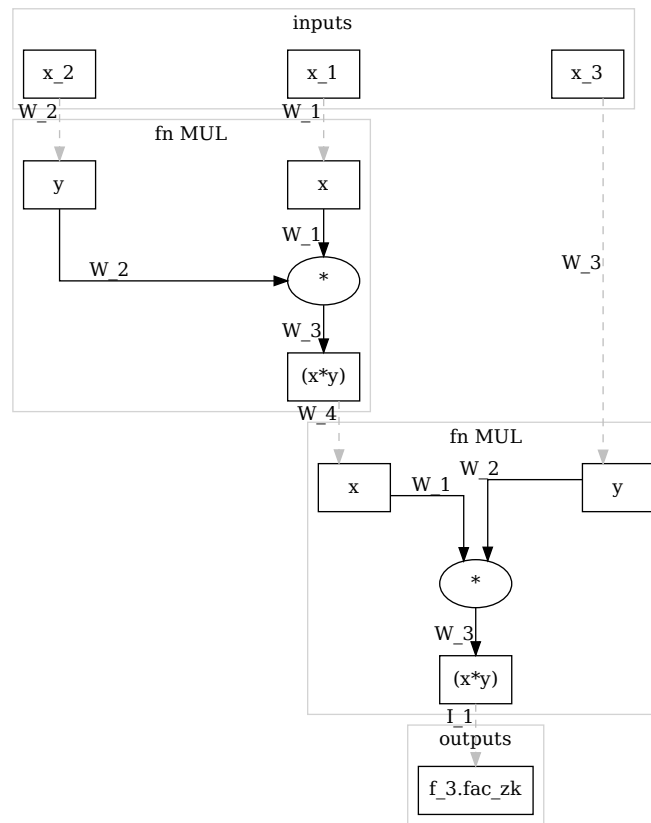 inputs
x_2
x_1
x_3
W_2
W_1
fn MUL
y
x
W_1
W_2
*
W_3
W_3
(x*y)
W_4
fn MUL
x
W_1
W_2
y
*
W_3
(x*y)
I_1
outputs
f_3.fac_zk